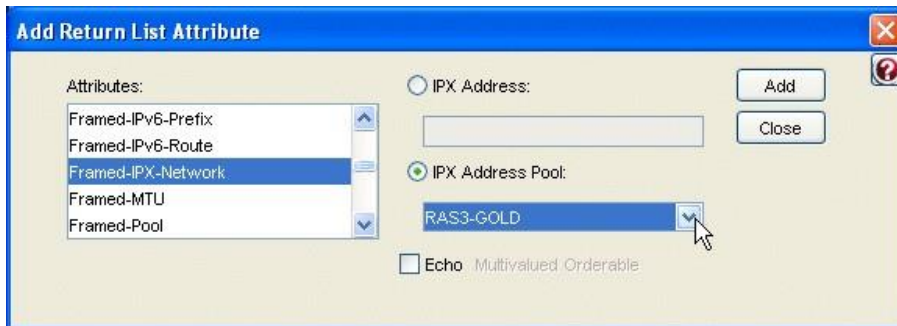 Add Return List Attribute
Attributes:
Framed-IPv6-Prefix
Framed-IPv6-Route
Framed-IPX-Network
Framed-MTU
Framed-Pool
IPX Address:
IPX Address Pool:
RAS3-GOLD
Echo Multivalued Orderable
Add
Close